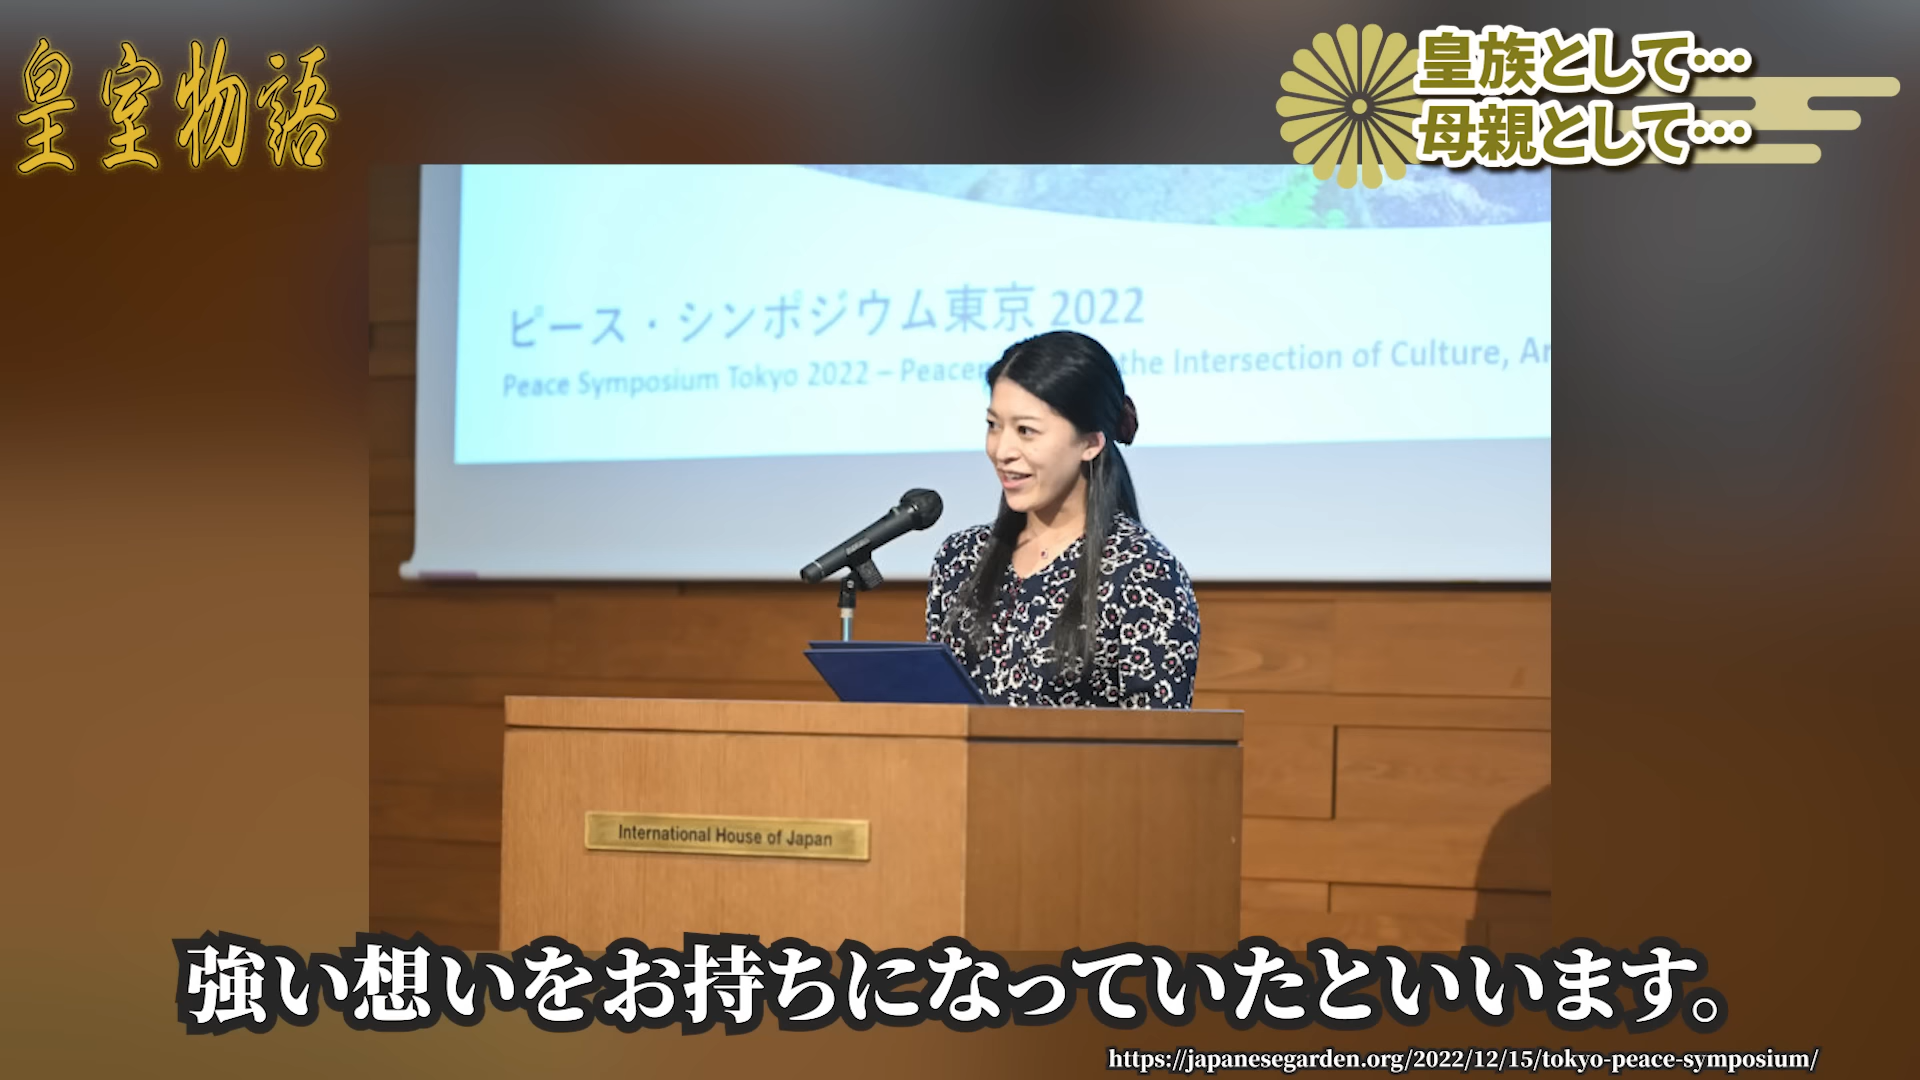 皇室物語
皇族として…
母親として…
ピース・シンポジウム東京 2022
Peace Symposium Tokyo 2022 – the Intersection of Culture,
International House of Japan
強い想いをお持ちになっていたといいます。
https://japanesegarden.org/2022/12/15/tokyo-peace-symposium/